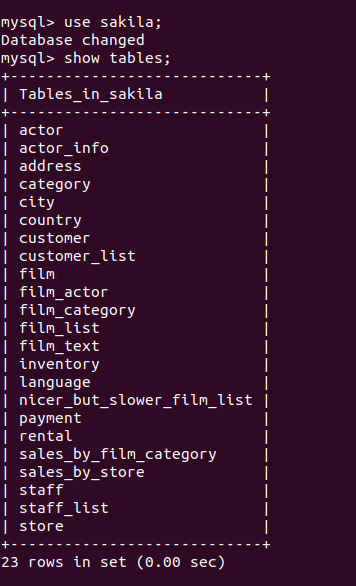 mysql> use sakila;
Database changed
mysql> show tables;
+----------------------------+
| Tables_in_sakila           |
+----------------------------+
| actor                      |
| actor_info                 |
| address                    |
| category                   |
| city                       |
| country                    |
| customer                   |
| customer_list              |
| film                       |
| film_actor                 |
| film_category              |
| film_list                  |
| film_text                  |
| inventory                  |
| language                   |
| nicer_but_slower_film_list |
| payment                    |
| rental                     |
| sales_by_film_category     |
| sales_by_store             |
| staff                      |
| staff_list                 |
| store                      |
+----------------------------+
23 rows in set (0.00 sec)